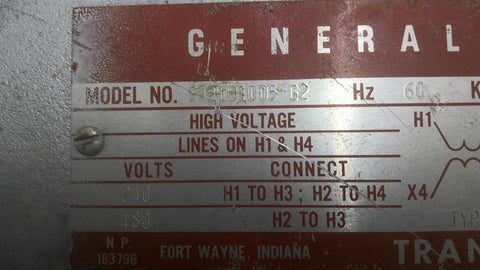 GENERAL
MODEL NO. Hz 60 K
HIGH VOLTAGE H1
LINES ON H1 & H4
VOLTS CONNECT
240 H1 TO H3 ; H2 TO H4 X4
480 H2 TO H3 TYP
N.P.
183796 FORT WAYNE, INDIANA TRAN